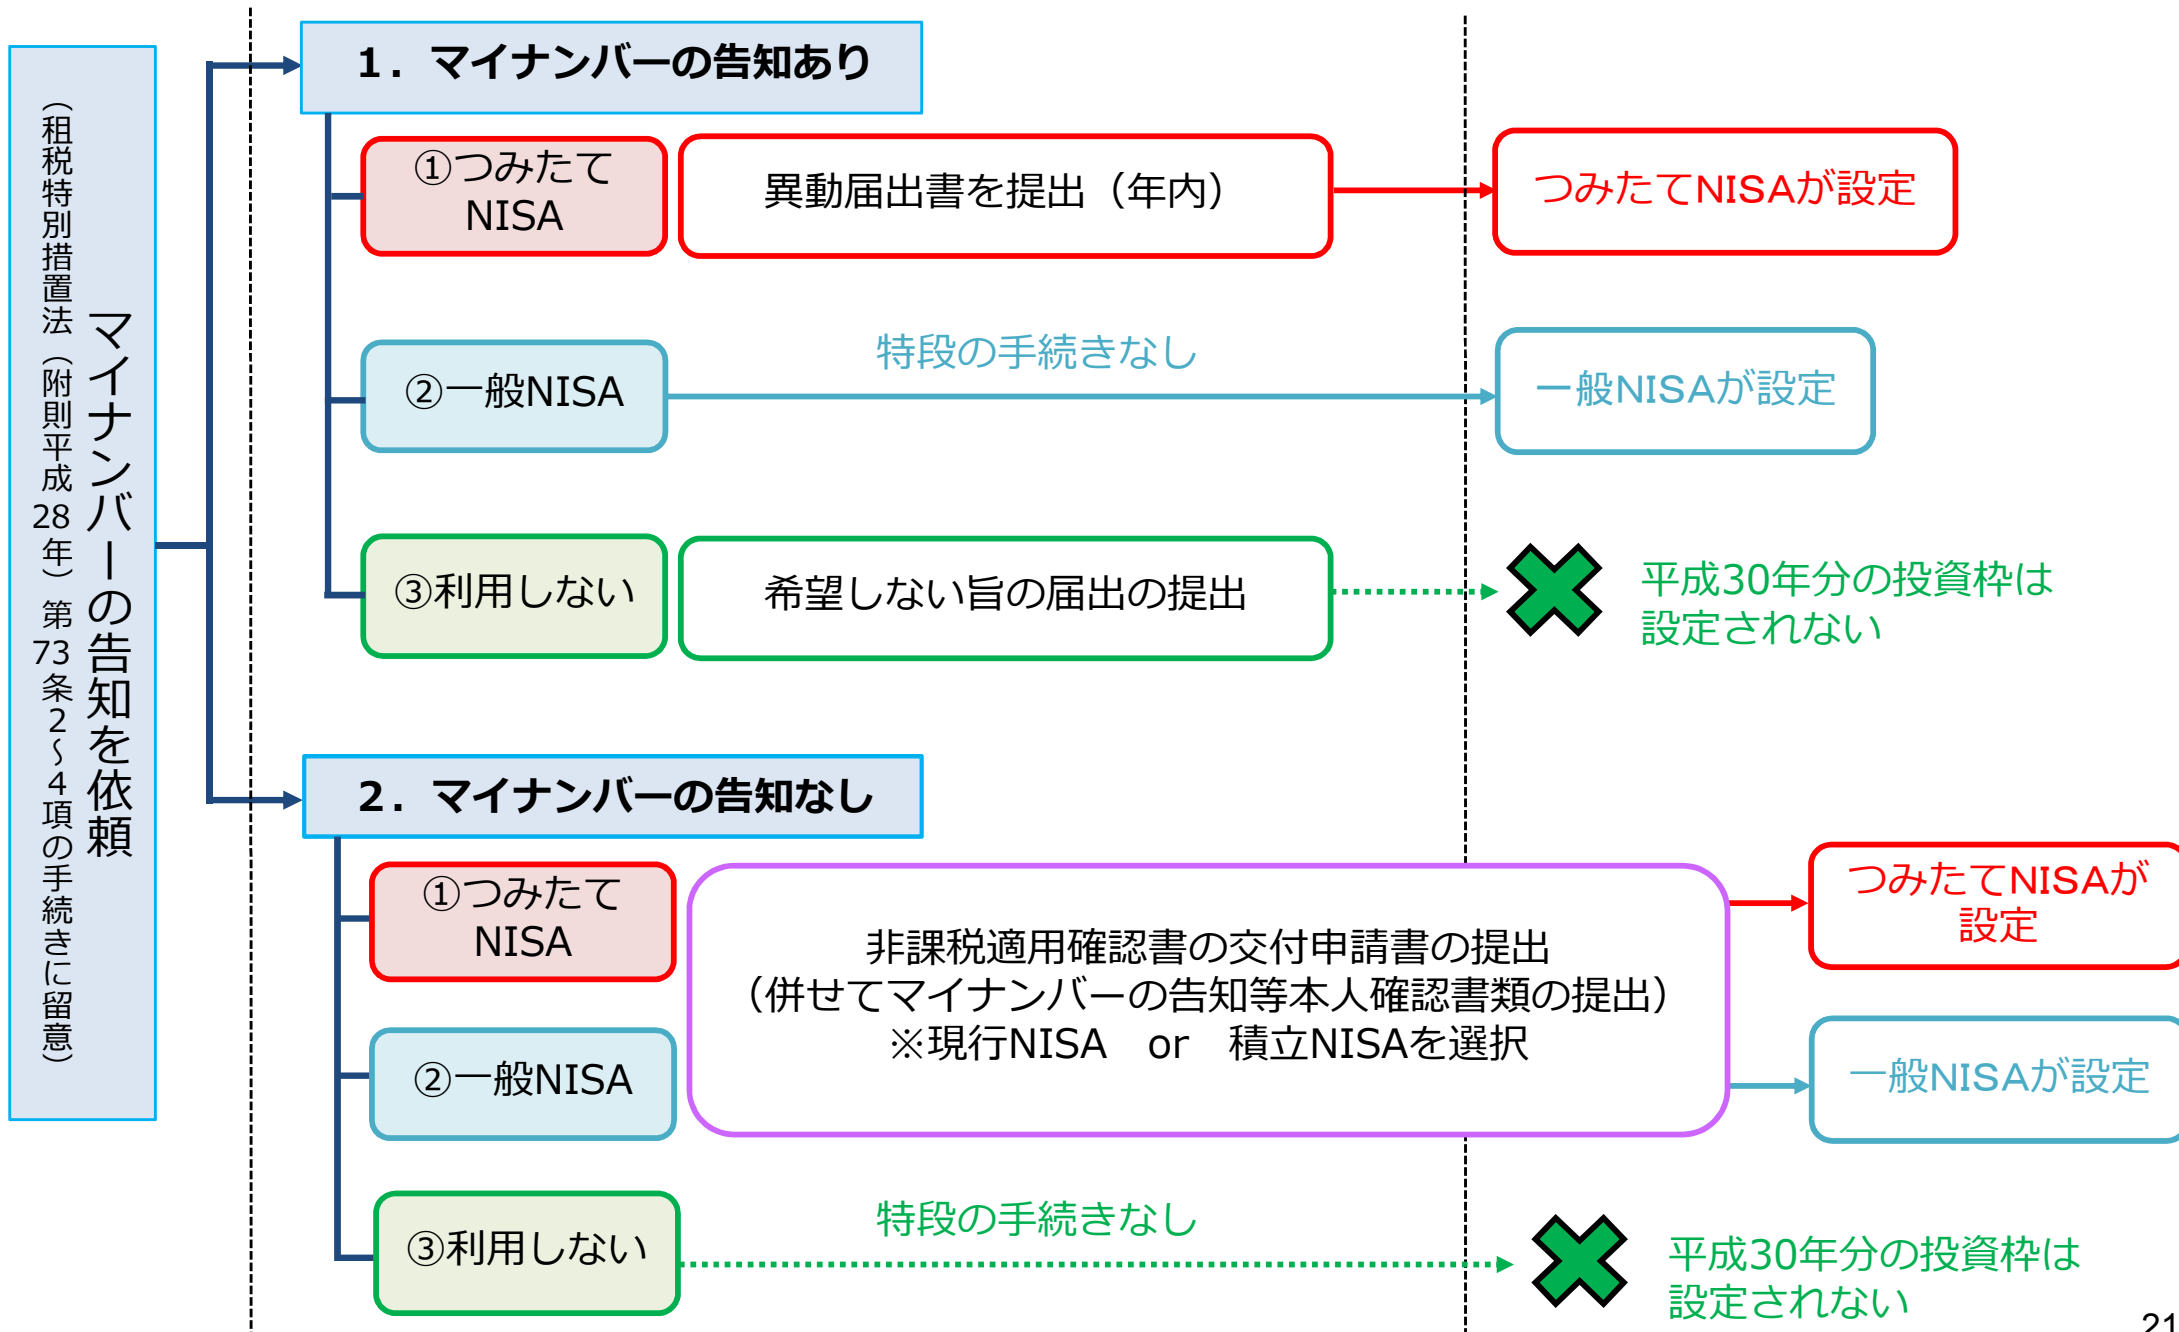 マイナンバーの告知を依頼
（租税特別措置法（附則平成28年）第73条2～4項の手続きに留意）
1．マイナンバーの告知あり
①つみたて
NISA
異動届出書を提出（年内）
つみたてNISAが設定
②一般NISA
特段の手続きなし
一般NISAが設定
③利用しない
希望しない旨の届出の提出
平成30年分の投資枠は
設定されない
2．マイナンバーの告知なし
①つみたて
NISA
②一般NISA
非課税適用確認書の交付申請書の提出
（併せてマイナンバーの告知等本人確認書類の提出）
※現行NISA　or　積立NISAを選択
つみたてNISAが
設定
一般NISAが設定
③利用しない
特段の手続きなし
平成30年分の投資枠は
設定されない
21